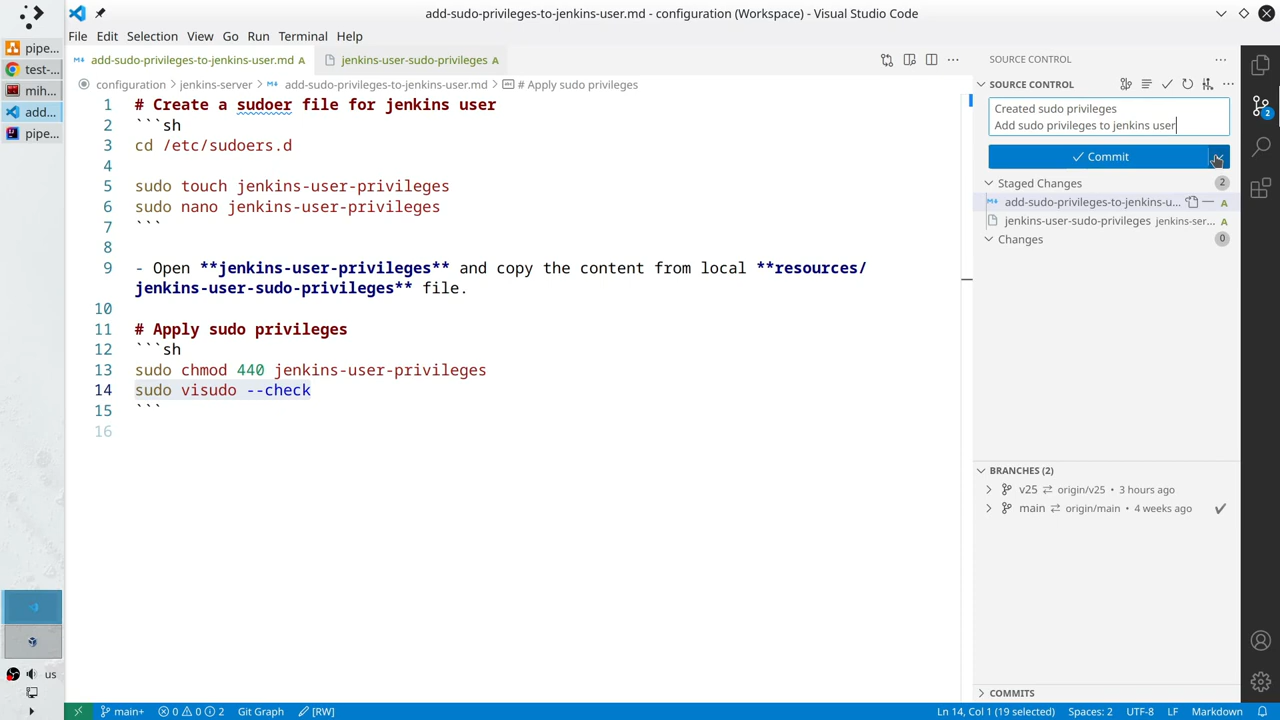 add-sudo-privileges-to-jenkins-user.md - configuration (Workspace) - Visual Studio Code
File Edit Selection View Go Run Terminal Help
pipe...
test-...
mih...
add...
pipe...
add-sudo-privileges-to-jenkins-user.md A
jenkins-user-sudo-privileges A
configuration > jenkins-server > add-sudo-privileges-to-jenkins-user.md > # Apply sudo privileges
1 # Create a sudoer file for jenkins user
2 ```sh
3 cd /etc/sudoers.d
4
5 sudo touch jenkins-user-privileges
6 sudo nano jenkins-user-privileges
7 ```
8
9 - Open **jenkins-user-privileges** and copy the content from local **resources/
jenkins-user-sudo-privileges** file.
10
11 # Apply sudo privileges
12 ```sh
13 sudo chmod 440 jenkins-user-privileges
14 sudo visudo --check
15 ```
16
SOURCE CONTROL
SOURCE CONTROL
Created sudo privileges
Add sudo privileges to jenkins user
Commit
Staged Changes 2
add-sudo-privileges-to-jenkins-u... A
jenkins-user-sudo-privileges jenkins-ser... A
Changes 0
2
BRANCHES (2)
v25 origin/v25 • 3 hours ago
main origin/main • 4 weeks ago
COMMITS
us
main+ 0 0 2 Git Graph [RW] Ln 14, Col 1 (19 selected) Spaces: 2 UTF-8 LF Markdown